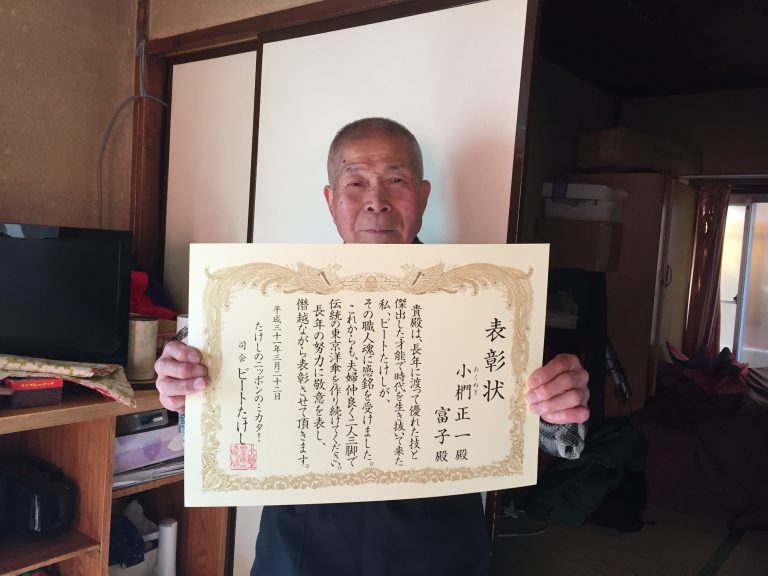 表彰状
おぐぬぎ
小椚正一殿
富子殿
貴殿は、長年に渡って優れた技と
傑出した才能で時代を生き抜いて来た
私、ビートたけしが、
その職人魂に感銘を受けました。
これからも、夫婦仲良く二人三脚で
伝統の東京洋傘を作り続けてください。
長年の努力に敬意を表し、
僭越ながら表彰させて頂きます。
平成三十一年三月二十二日
たけしのニッポンのミカタ!
司会 ビートたけし